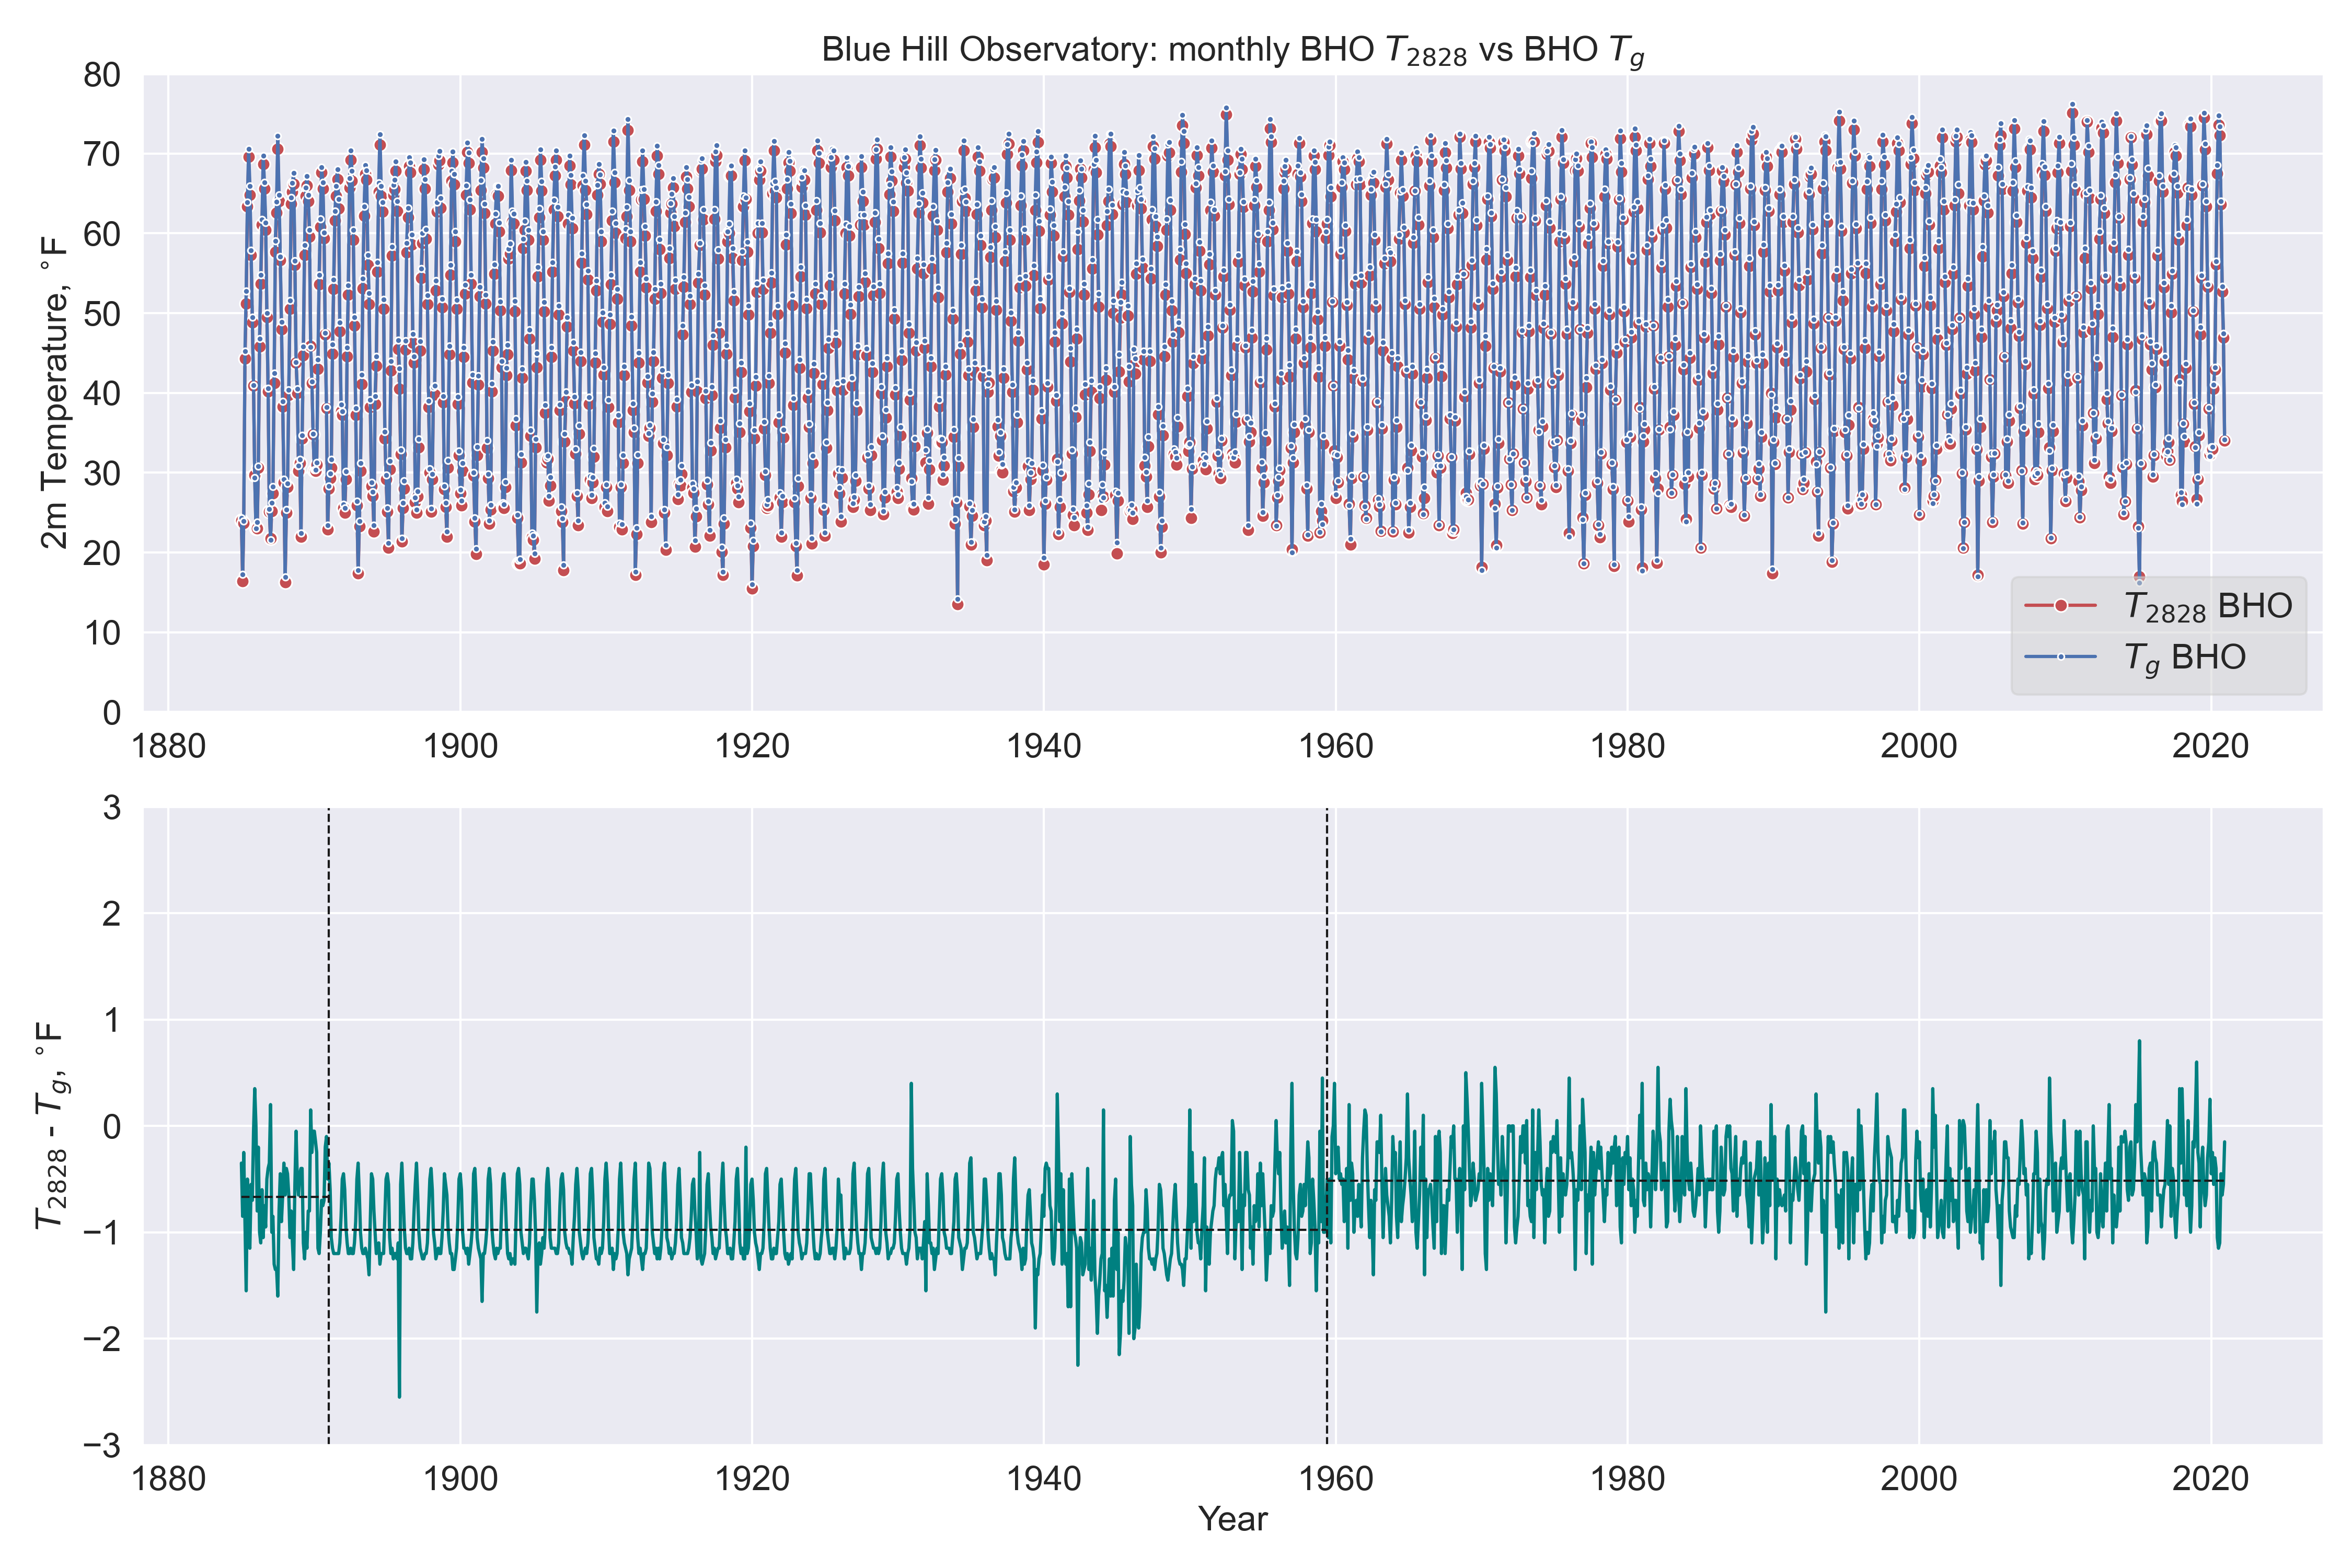 Blue Hill Observatory: monthly BHO T2828 vs BHO Tg
80
70
60
50
40
30
20
10
0
2m Temperature, °F
1880 1900 1920 1940 1960 1980 2000 2020
T2828 BHO
Tg BHO
3
2
1
0
−1
−2
−3
T2828 - Tg, °F
1880 1900 1920 1940 1960 1980 2000 2020
Year